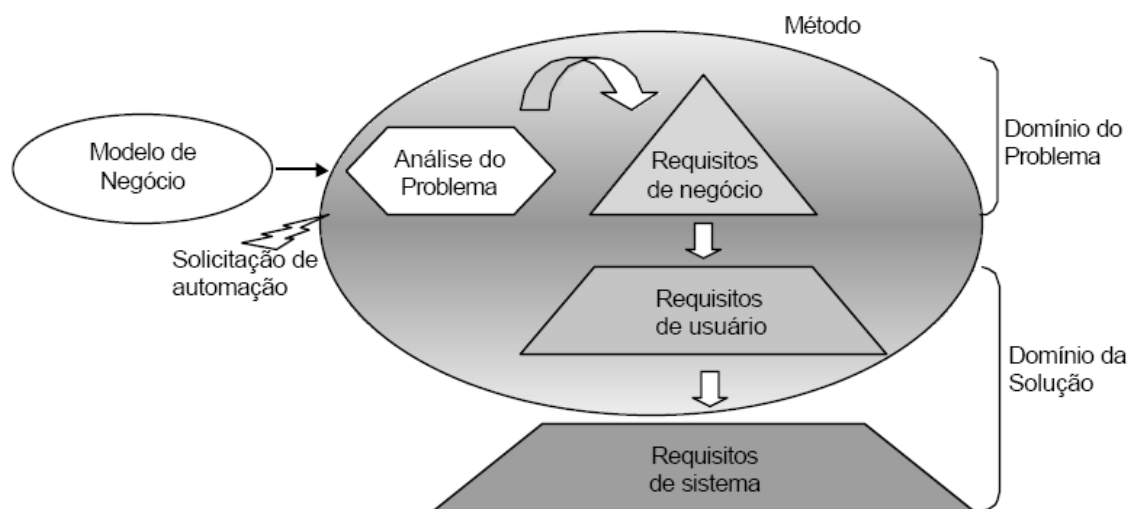 Método
Modelo de
Negócio
Análise do
Problema
Requisitos
de negócio
Domínio do
Problema
Solicitação de
automação
Requisitos
de usuário
Domínio da
Solução
Requisitos
de sistema